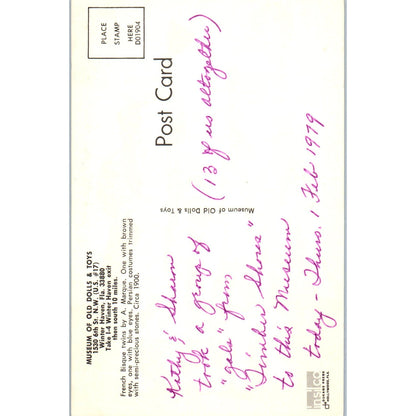 MUSEUM OF OLD DOLLS & TOYS
1530 6th St. N.W. (U.S. #17)
Winter Haven, Fla. 33880
Take I-4 Winter Haven exit
then south 10 miles.
French Bisque twins by A. Marque. One with brown
eyes, one with blue eyes. Persian costumes trimmed
with semi-precious stones. Circa 1900.
Post Card
PLACE
STAMP
HERE
D01904
Kathy & Sharon
took a group of
"gals" from
"Timber Shores"
to this Museum
today - Thurs. 1 Feb 1979
(13 of us altogether)
Museum of Old Dolls & Toys
HOLLYWOOD, FLA.